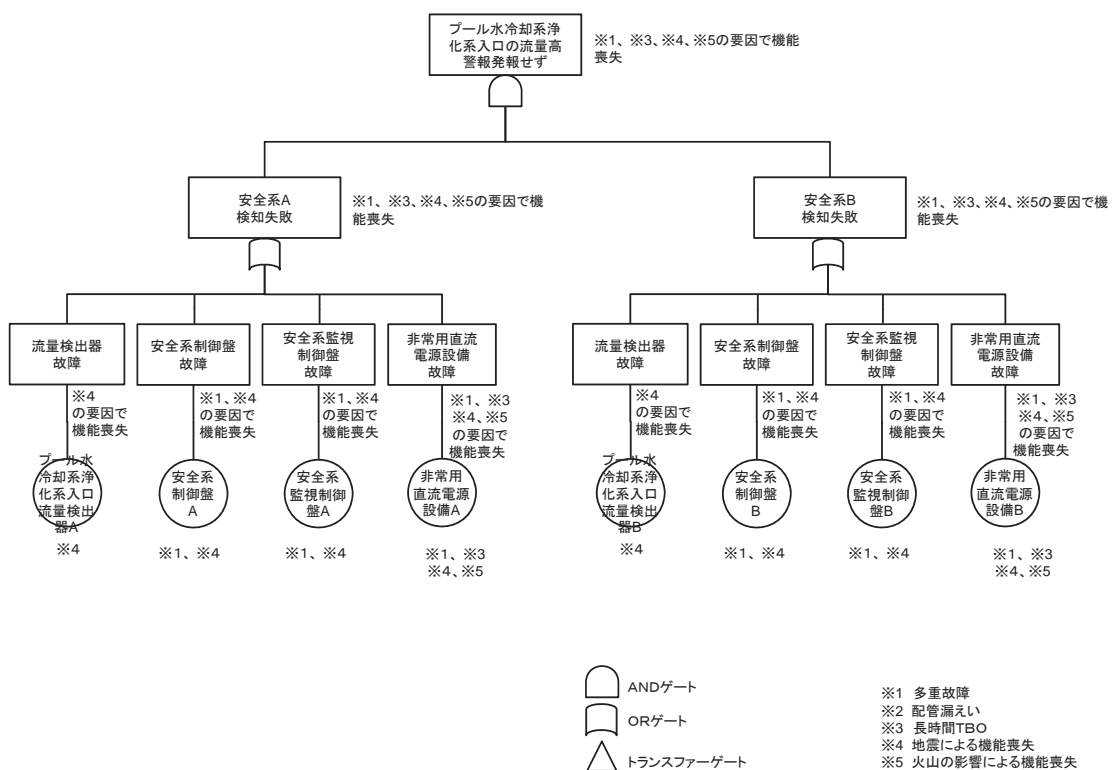 プール水冷却系浄
化系入口の流量高
警報発報せず
※1、※3、※4、※5の要因で機能
喪失
安全系A
検知失敗
※1、※3、※4、※5の要因で機
能喪失
安全系B
検知失敗
※1、※3、※4、※5の要因で機
能喪失
流量検出器
故障
安全系制御盤
故障
安全系監視
制御盤
故障
非常用直流
電源設備
故障
流量検出器
故障
安全系制御盤
故障
安全系監視
制御盤
故障
非常用直流
電源設備
故障
※4
の要因で
機能喪失
※1、※4
の要因で
機能喪失
※1、※4
の要因で
機能喪失
※1、※3
※4、※5
の要因で
機能喪失
※4
の要因で
機能喪失
※1、※4
の要因で
機能喪失
※1、※4
の要因で
機能喪失
※1、※3
※4、※5
の要因で
機能喪失
プール水
冷却系浄
化系入口
流量検出
器A
安全系
制御盤
A
安全系
監視制御
盤A
非常用
直流電源
設備A
プール水
冷却系浄
化系入口
流量検出
器B
安全系
制御盤
B
安全系
監視制御
盤B
非常用
直流電源
設備B
※4
※1、※4
※1、※4
※1、※3
※4、※5
※4
※1、※4
※1、※4
※1、※3
※4、※5
ANDゲート
ORゲート
トランスファーゲート
※1 多重故障
※2 配管漏えい
※3 長時間TBO
※4 地震による機能喪失
※5 火山の影響による機能喪失